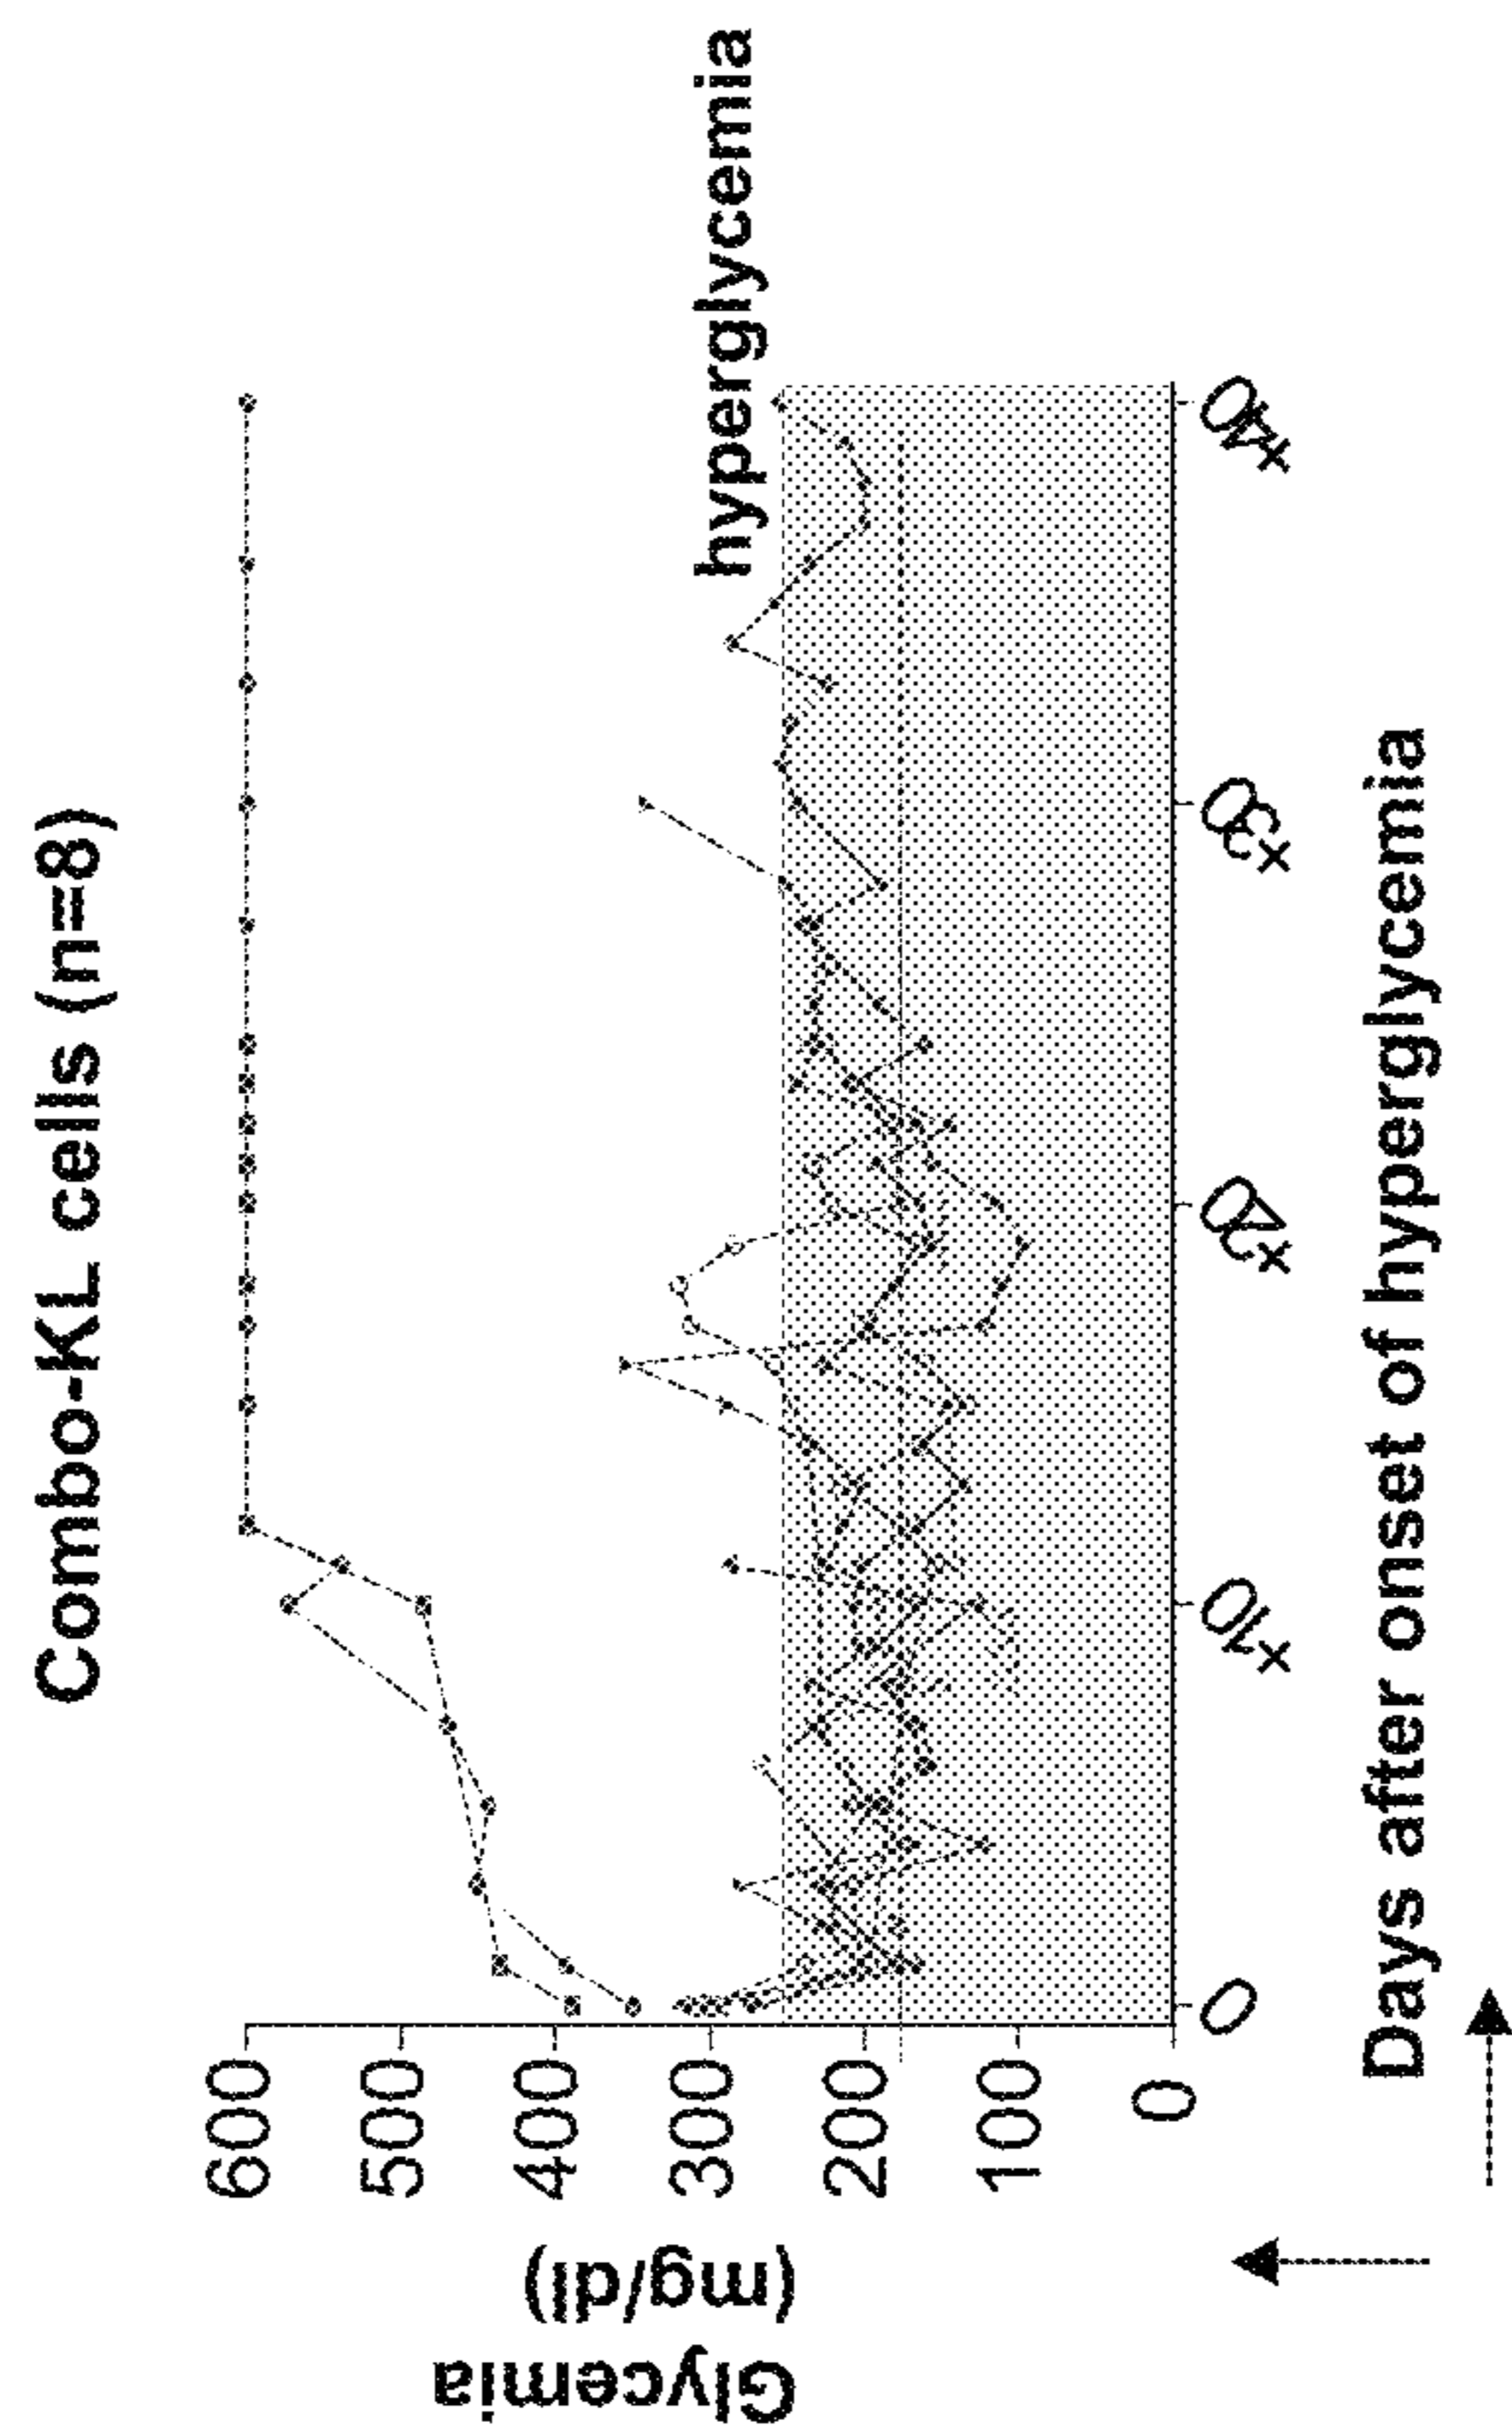 Combo-KL cells (n=8)
Glycemia
(mg/dl)
600
500
400
300
200
100
0
hyperglycemia
0
+10
+20
+30
+40
Days after onset of hyperglycemia